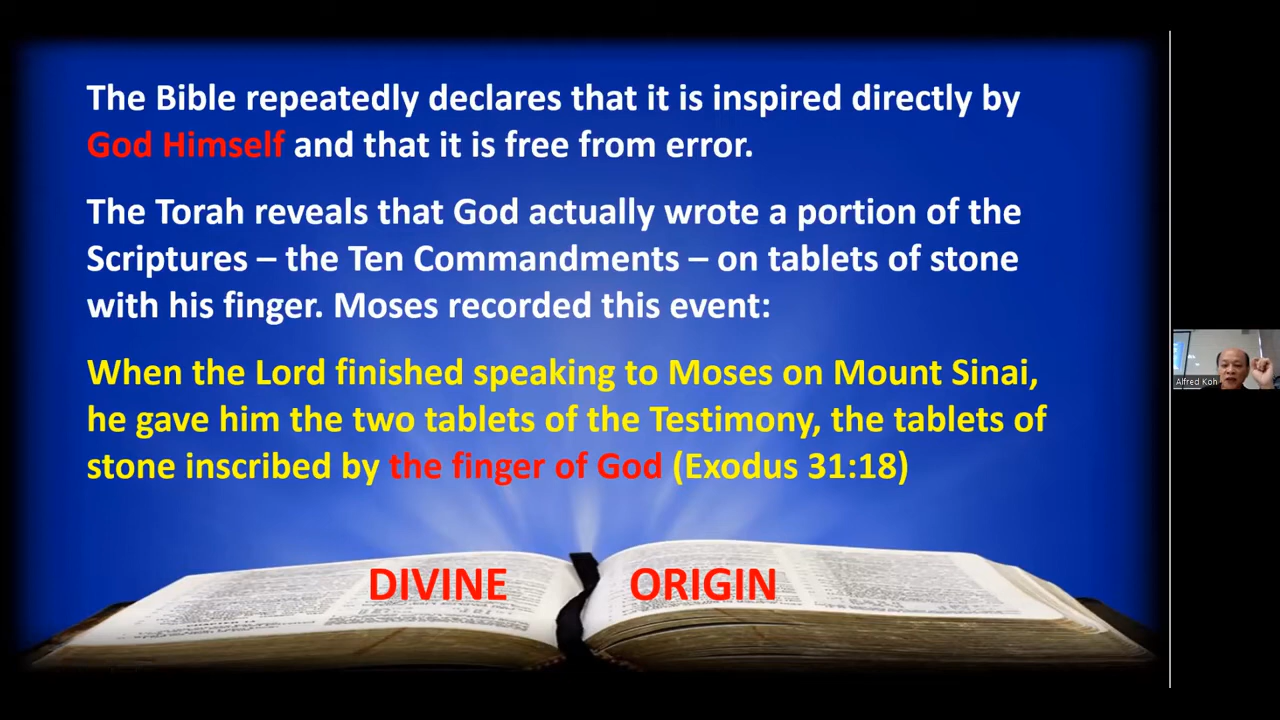 The Bible repeatedly declares that it is inspired directly by
God Himself and that it is free from error.
The Torah reveals that God actually wrote a portion of the
Scriptures – the Ten Commandments – on tablets of stone
with his finger. Moses recorded this event:
When the Lord finished speaking to Moses on Mount Sinai,
he gave him the two tablets of the Testimony, the tablets of
stone inscribed by the finger of God (Exodus 31:18)
DIVINE ORIGIN
Alfred Koh